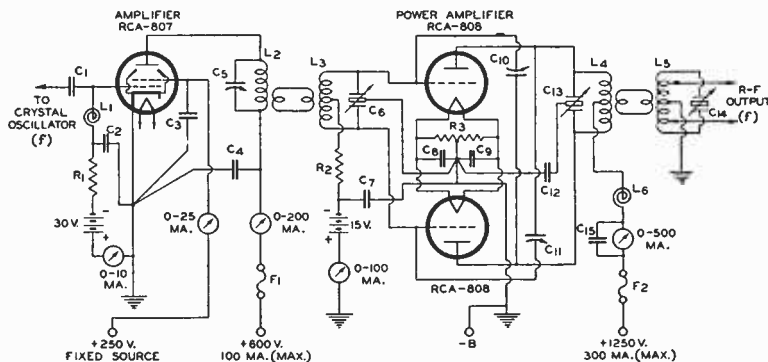 AMPLIFIER
RCA-807
POWER AMPLIFIER
RCA-808
C1
TO
CRYSTAL
OSCILLATOR
(f)
L1
C2
R1
30 V.
0-10
MA.
C3
C5
L2
C4
0-25
MA.
0-200
MA.
F1
L3
C6
R2
C7
15 V.
0-100
MA.
R3
C8
C9
C10
C11
C12
RCA-808
C13
L4
L5
C14
R-F
OUTPUT
(f)
L6
C15
0-500
MA.
F2
+250 V.
FIXED SOURCE
+600 V.
100 MA. (MAX.)
-B
+1250 V.
300 MA. (MAX.)